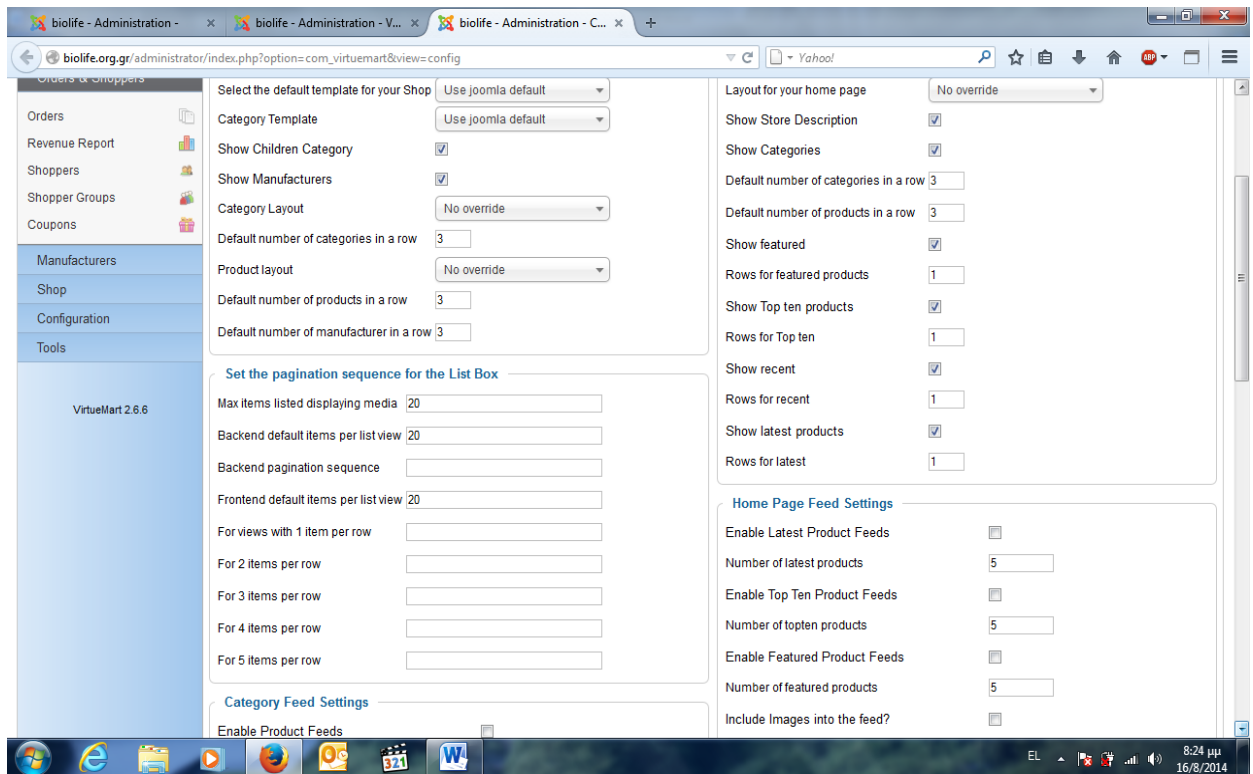 biolife - Administration -
biolife - Administration - V...
biolife - Administration - C...
biolife.org.gr/administrator/index.php?option=com_virtuemart&view=config
Yahoo!
ABP
Orders & Shoppers
Orders
Revenue Report
Shoppers
Shopper Groups
Coupons
Manufacturers
Shop
Configuration
Tools
VirtueMart 2.6.6
Select the default template for your Shop Use joomla default
Category Template Use joomla default
Show Children Category
Show Manufacturers
Category Layout No override
Default number of categories in a row 3
Product layout No override
Default number of products in a row 3
Default number of manufacturer in a row 3
Set the pagination sequence for the List Box
Max items listed displaying media 20
Backend default items per list view 20
Backend pagination sequence
Frontend default items per list view 20
For views with 1 item per row
For 2 items per row
For 3 items per row
For 4 items per row
For 5 items per row
Category Feed Settings
Enable Product Feeds
Layout for your home page No override
Show Store Description
Show Categories
Default number of categories in a row 3
Default number of products in a row 3
Show featured
Rows for featured products 1
Show Top ten products
Rows for Top ten 1
Show recent
Rows for recent 1
Show latest products
Rows for latest 1
Home Page Feed Settings
Enable Latest Product Feeds
Number of latest products 5
Enable Top Ten Product Feeds
Number of topten products 5
Enable Featured Product Feeds
Number of featured products 5
Include Images into the feed?
321
EL
8:24 μμ
16/8/2014